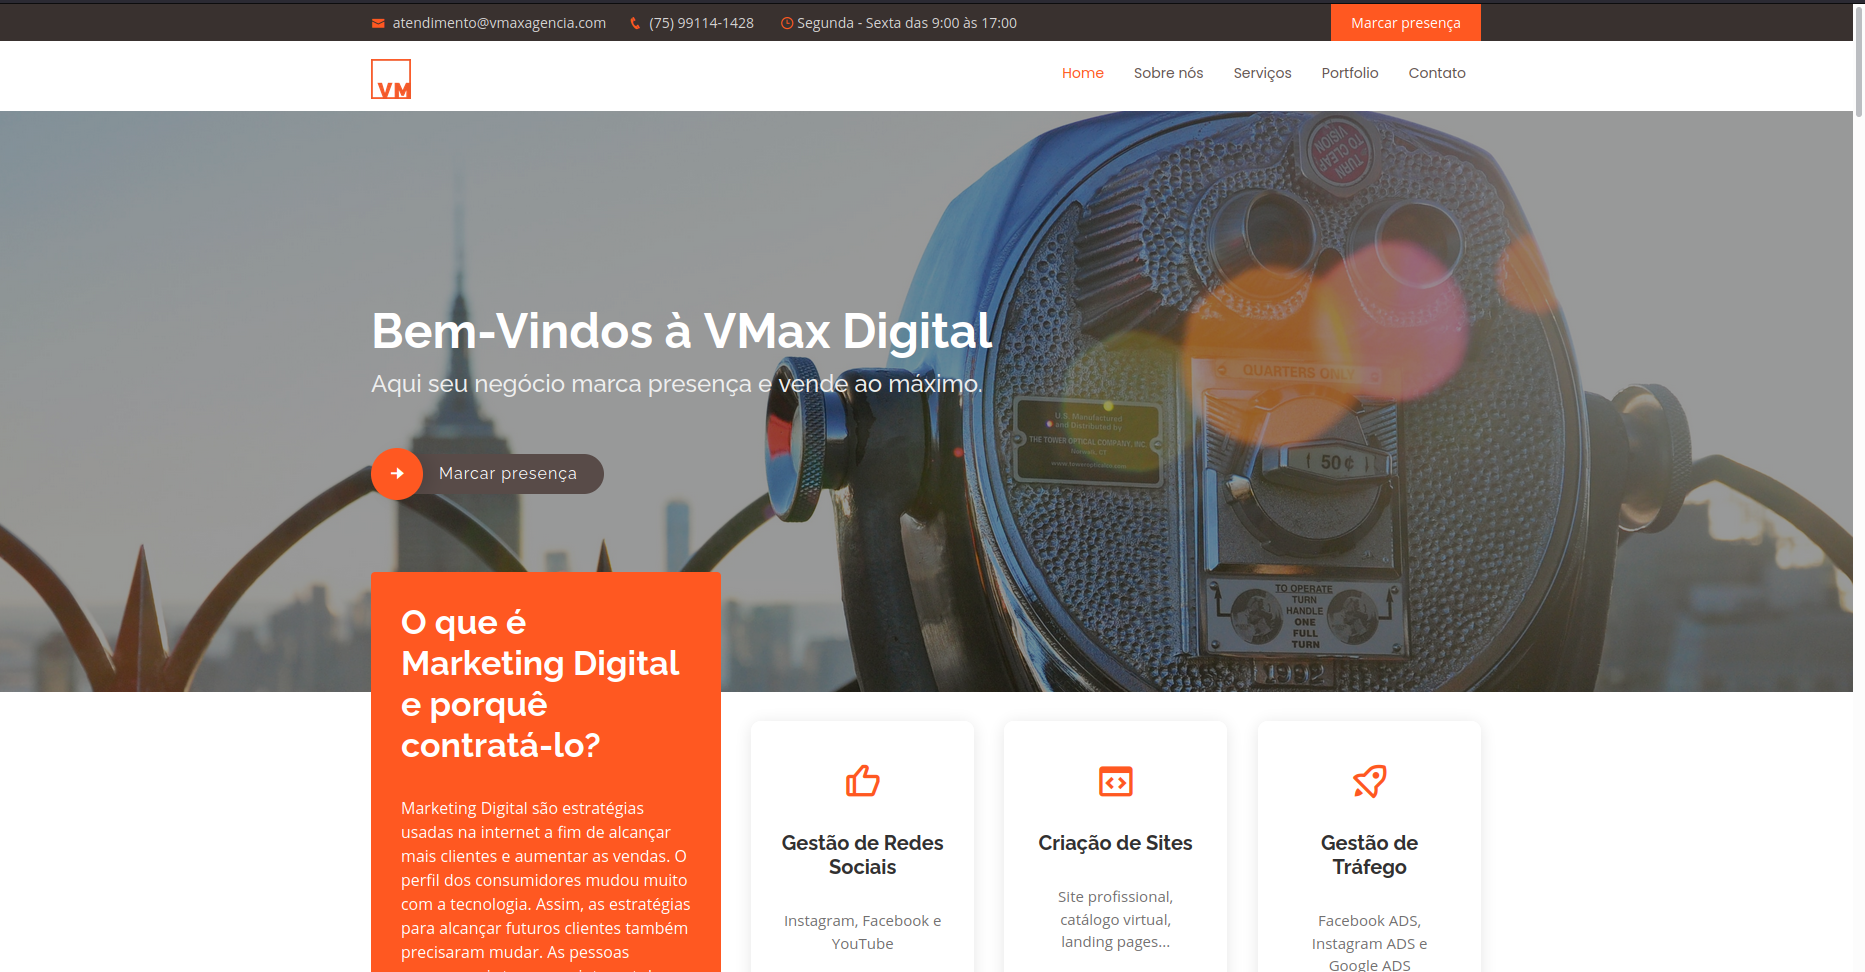 atendimento@vmaxagencia.com (75) 99114-1428 Segunda - Sexta das 9:00 às 17:00 Marcar presença
VM
Home Sobre nós Serviços Portfolio Contato
TURN
TO CLEAR
VISION
Bem-Vindos à VMax Digital
Aqui seu negócio marca presença e vende ao máximo.
QUARTERS ONLY
U.S. Manufactured
and Distributed by
THE TOWER OPTICAL COMPANY, INC.
50¢
Marcar presença
TO OPERATE
TURN
HANDLE
ONE
FULL
TURN
O que é
Marketing Digital
e porquê
contratá-lo?
Marketing Digital são estratégias
usadas na internet a fim de alcançar
mais clientes e aumentar as vendas. O
perfil dos consumidores mudou muito
com a tecnologia. Assim, as estratégias
para alcançar futuros clientes também
precisaram mudar. As pessoas
Gestão de Redes
Sociais
Instagram, Facebook e
YouTube
Criação de Sites
Site profissional,
catálogo virtual,
landing pages...
Gestão de
Tráfego
Facebook ADS,
Instagram ADS e
Google ADS